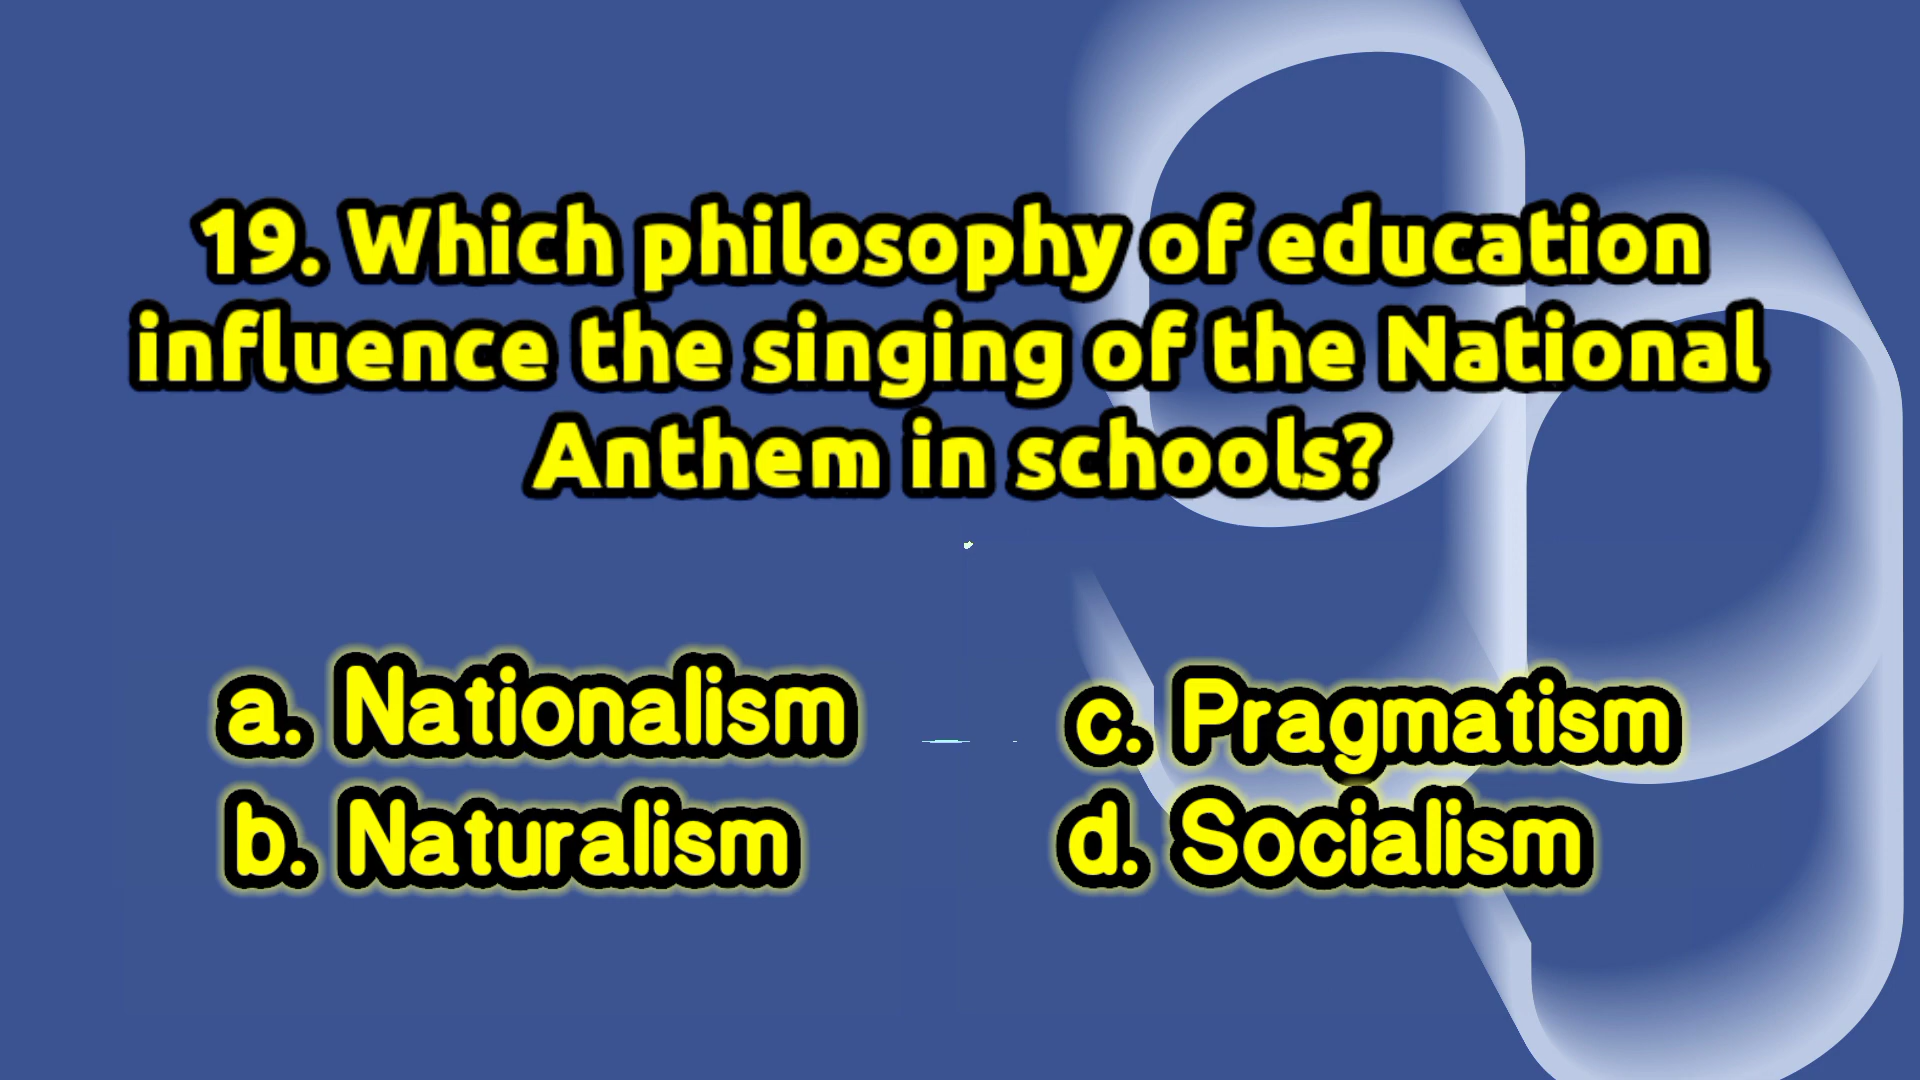 19. Which philosophy of education
influence the singing of the National
Anthem in schools?
a. Nationalism
b. Naturalism
c. Pragmatism
d. Socialism